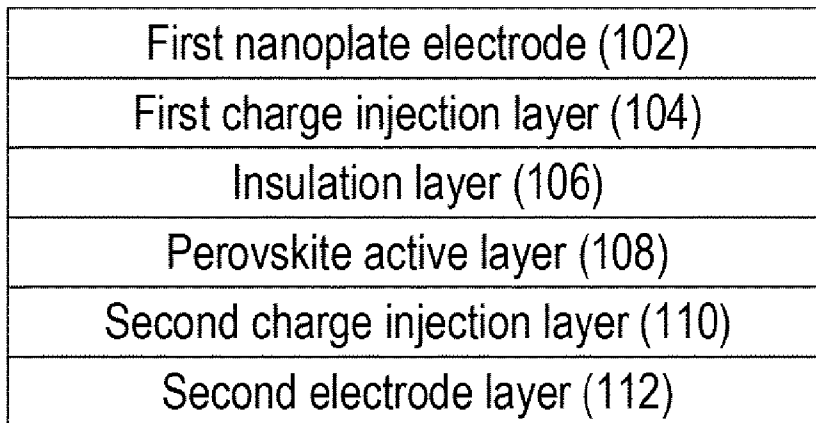 First nanoplate electrode (102)
First charge injection layer (104)
Insulation layer (106)
Perovskite active layer (108)
Second charge injection layer (110)
Second electrode layer (112)